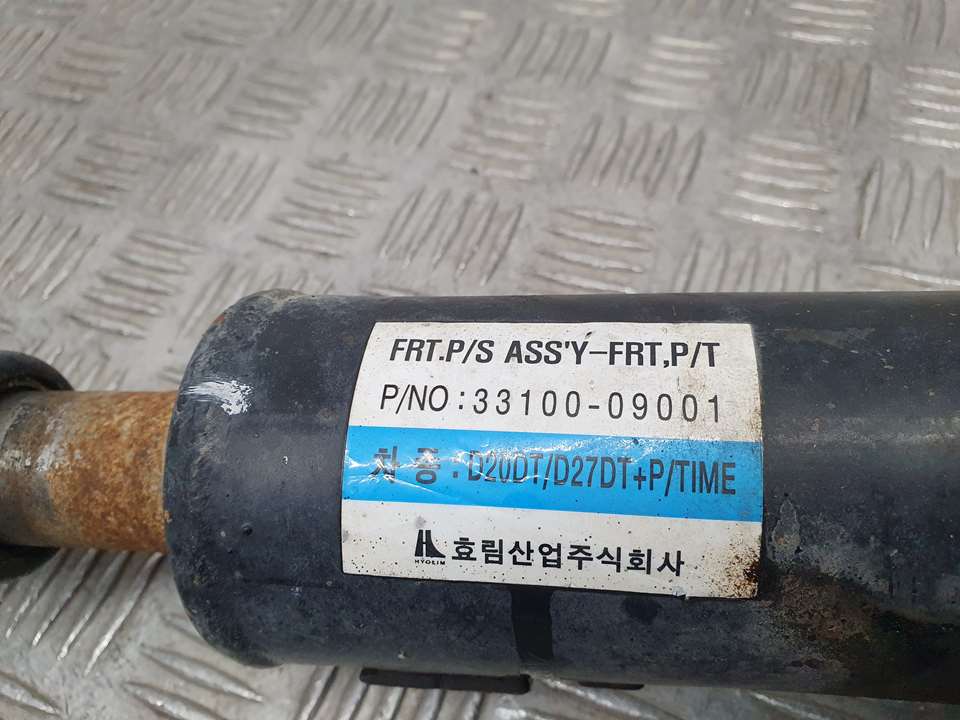 FRT.P/S ASS'Y-FRT,P/T
P/NO : 33100-09001
차 종 : D20DT/D27DT+P/TIME
HYOLIM
효림산업주식회사